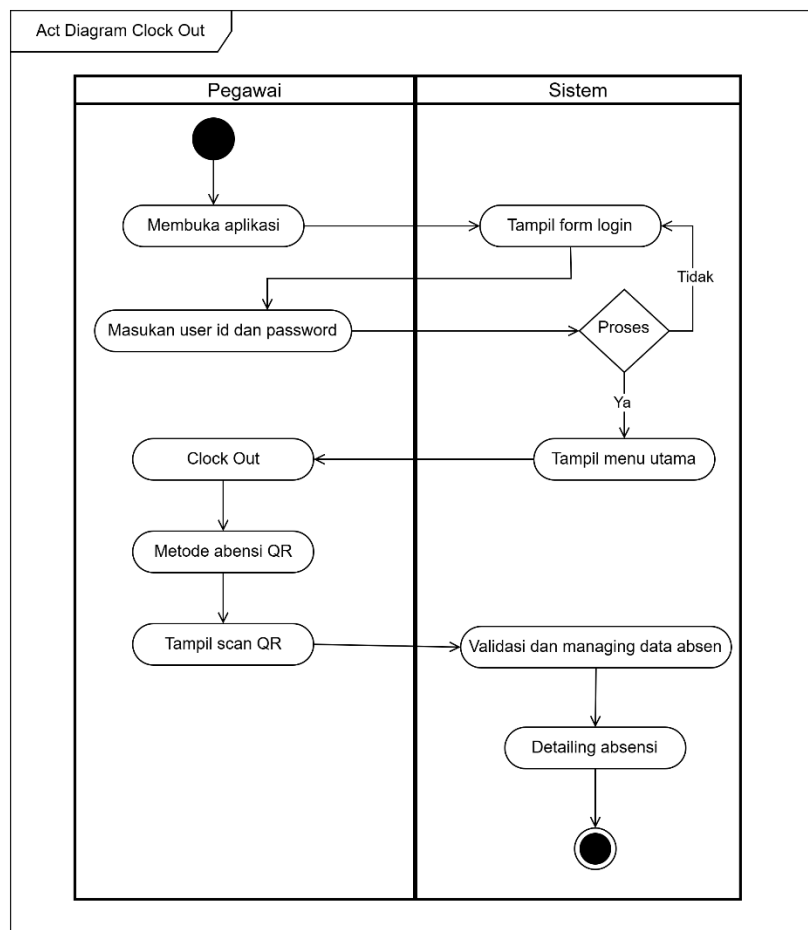 Act Diagram Clock Out
Pegawai
Sistem
Membuka aplikasi
Tampil form login
Tidak
Masukan user id dan password
Proses
Ya
Clock Out
Tampil menu utama
Metode abensi QR
Tampil scan QR
Validasi dan managing data absen
Detailing absensi